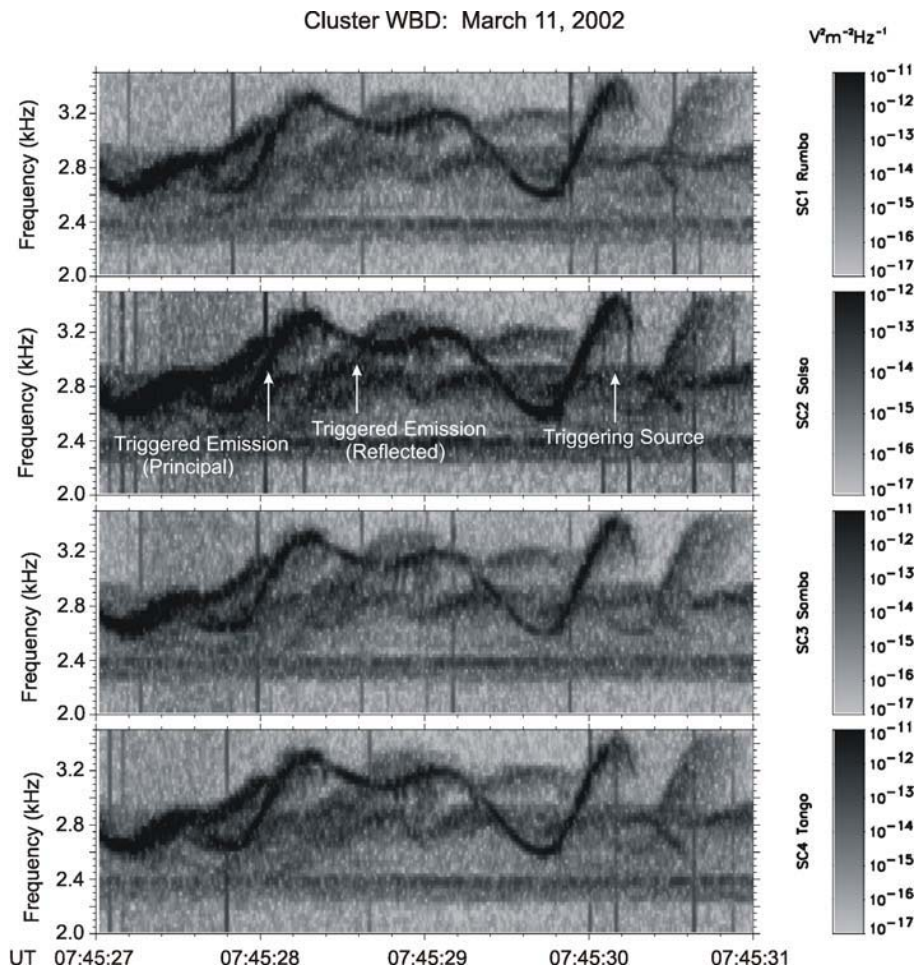 Cluster WBD: March 11, 2002
V²m⁻²Hz⁻¹
Frequency (kHz)
3.2
2.8
2.4
2.0
SC1 Rumba
10⁻¹¹
10⁻¹²
10⁻¹³
10⁻¹⁴
10⁻¹⁵
10⁻¹⁶
10⁻¹⁷
Frequency (kHz)
3.2
2.8
2.4
2.0
Triggered Emission
(Principal)
Triggered Emission
(Reflected)
Triggering Source
SC2 Salsa
10⁻¹²
10⁻¹³
10⁻¹⁴
10⁻¹⁵
10⁻¹⁶
10⁻¹⁷
Frequency (kHz)
3.2
2.8
2.4
2.0
SC3 Samba
10⁻¹¹
10⁻¹²
10⁻¹³
10⁻¹⁴
10⁻¹⁵
10⁻¹⁶
10⁻¹⁷
Frequency (kHz)
3.2
2.8
2.4
2.0
SC4 Tango
10⁻¹¹
10⁻¹²
10⁻¹³
10⁻¹⁴
10⁻¹⁵
10⁻¹⁶
10⁻¹⁷
UT 07:45:27 07:45:28 07:45:29 07:45:30 07:45:31